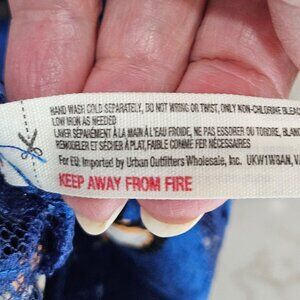 HAND WASH COLD SEPARATELY, DO NOT WRING OR TWIST, ONLY NON-CHLORINE BLEAC
LOW IRON AS NEEDED
LAVER SÉPARÉMENT À LA MAIN À L'EAU FROIDE, NE PAS ESSORER OU TORDRE, BLANC
REMODELER ET SÉCHER À PLAT, FAIBLE COMME FER REQUIS
For EU: Imported by Urban Outfitters Wholesale, Inc. UKW1W8AN, V
KEEP AWAY FROM FIRE